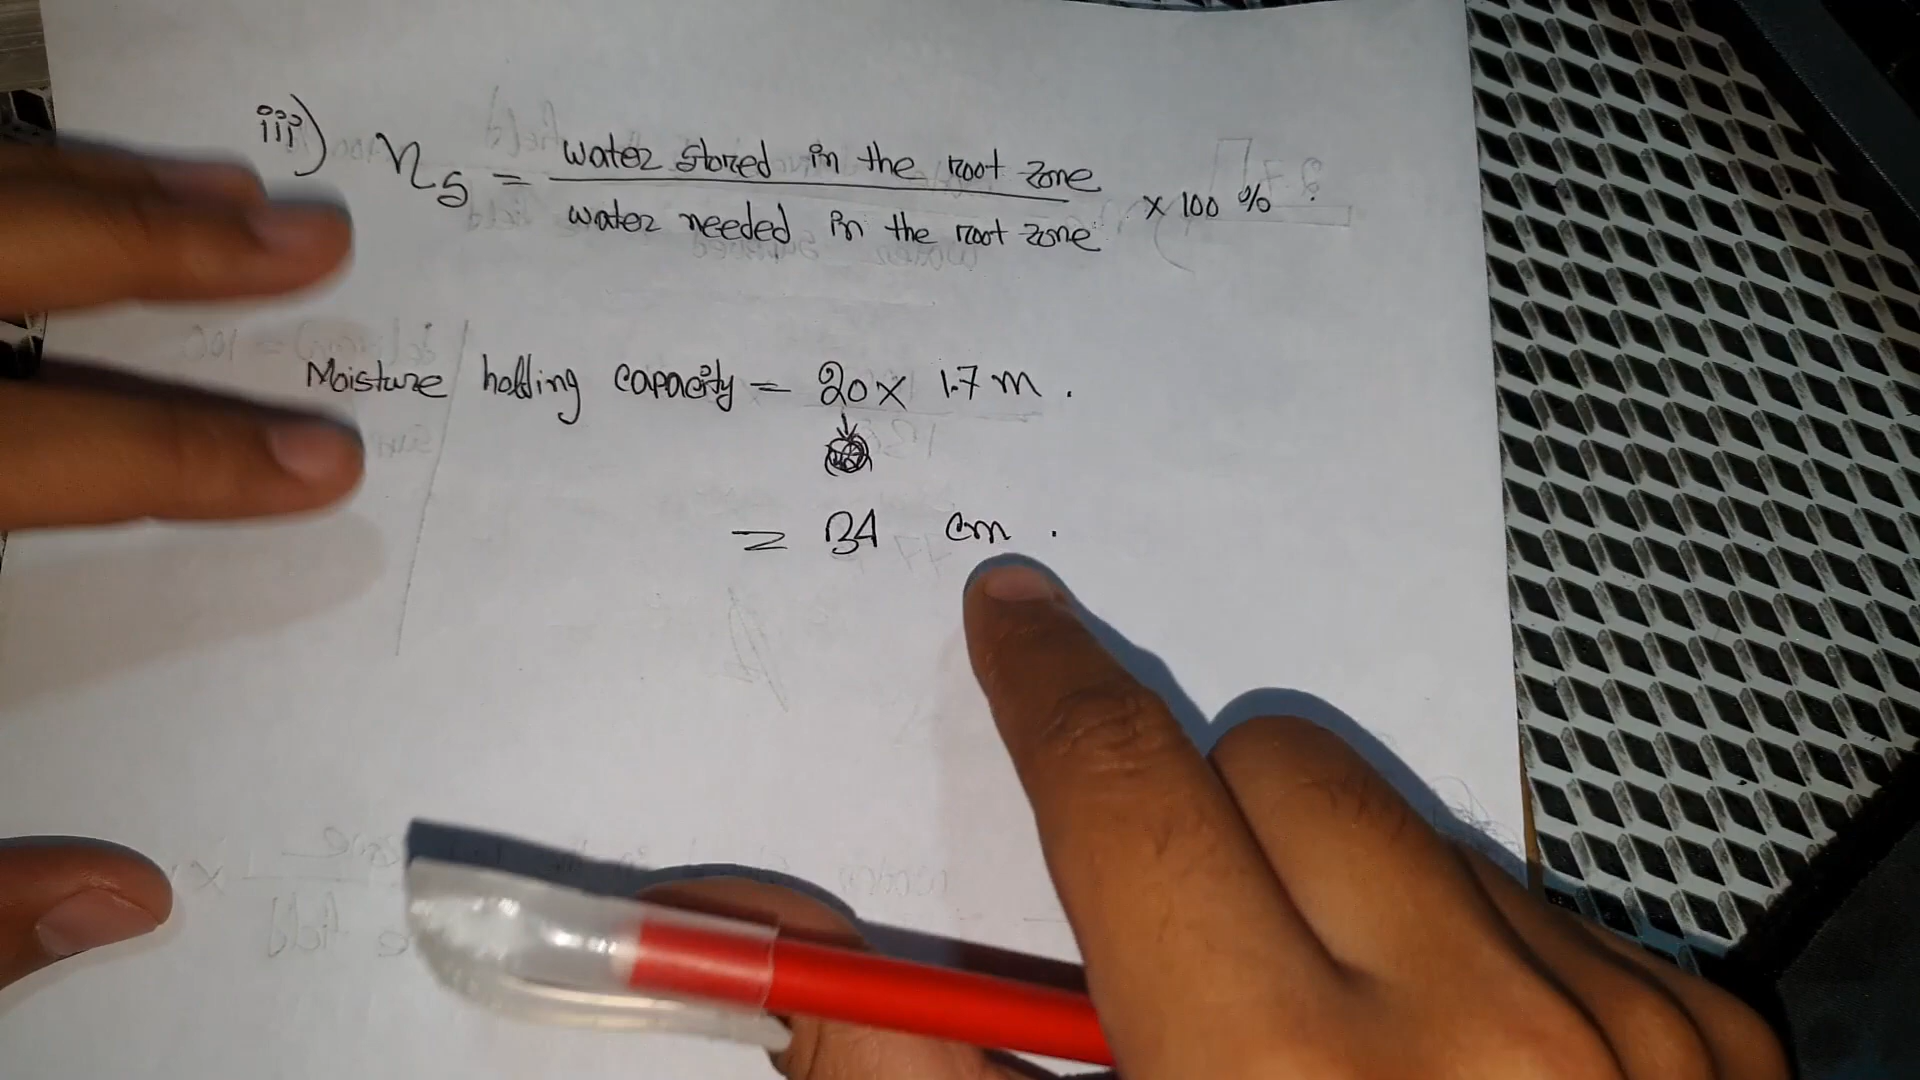 iii) ηs = water stored in the root zone / water needed in the root zone × 100 %
Moisture holding capacity = 20 × 1.7 m.
= 34 cm.